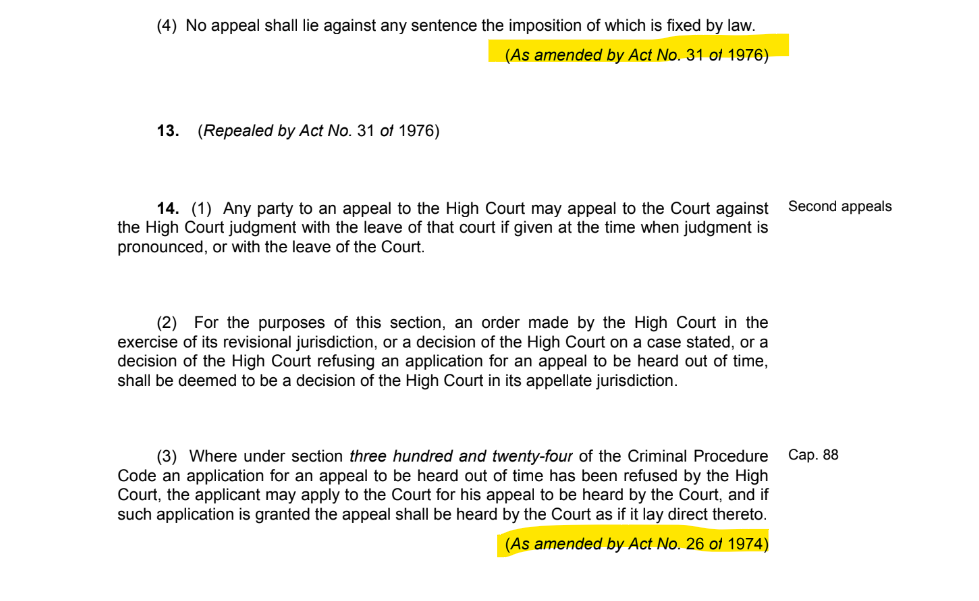 (4) No appeal shall lie against any sentence the imposition of which is fixed by law.
(As amended by Act No. 31 of 1976)
13. (Repealed by Act No. 31 of 1976)
14. (1) Any party to an appeal to the High Court may appeal to the Court against
Second appeals
the High Court judgment with the leave of that court if given at the time when judgment is
pronounced, or with the leave of the Court.
(2) For the purposes of this section, an order made by the High Court in the
exercise of its revisional jurisdiction, or a decision of the High Court on a case stated, or a
decision of the High Court refusing an application for an appeal to be heard out of time,
shall be deemed to be a decision of the High Court in its appellate jurisdiction.
(3) Where under section three hundred and twenty-four of the Criminal Procedure
Cap. 88
Code an application for an appeal to be heard out of time has been refused by the High
Court, the applicant may apply to the Court for his appeal to be heard by the Court, and if
such application is granted the appeal shall be heard by the Court as if it lay direct thereto.
(As amended by Act No. 26 of 1974)